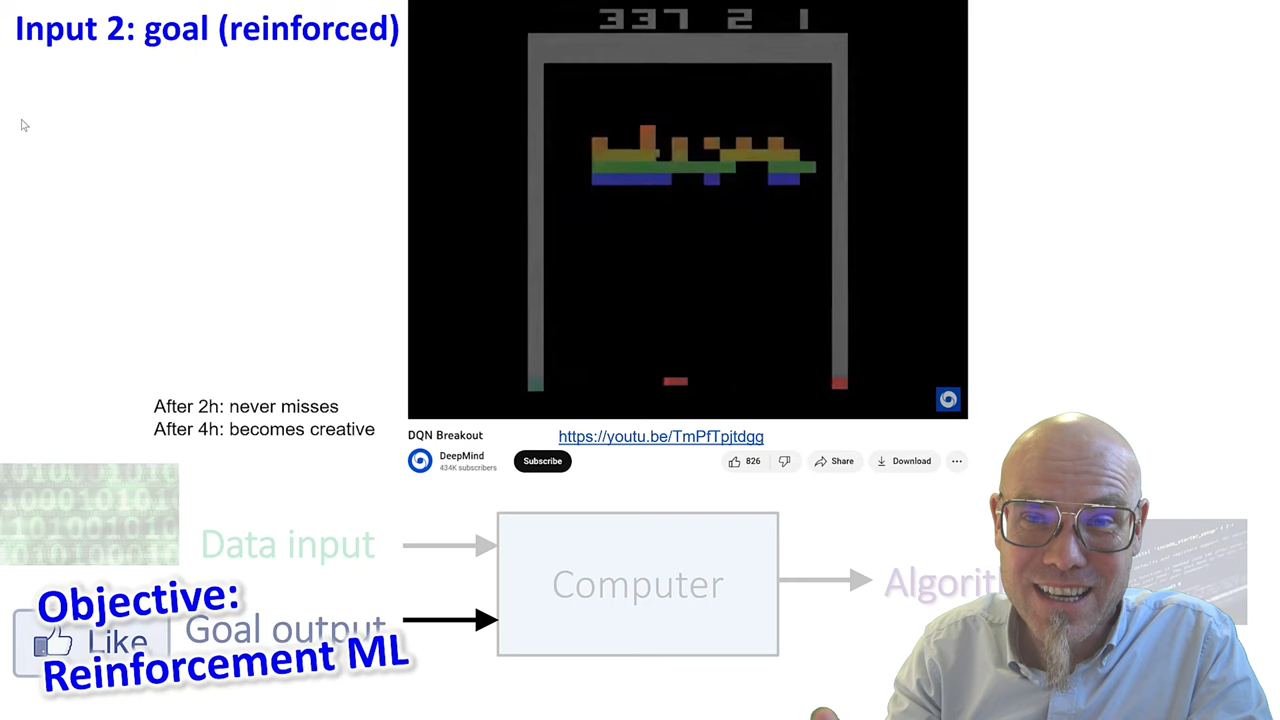 Input 2: goal (reinforced)
337 2 1
After 2h: never misses
After 4h: becomes creative
DQN Breakout
https://youtu.be/TmPfTpjtdgg
DeepMind
434K subscribers
Subscribe
826
Share
Download
Data input
Computer
Algorit
Objective:
Like
Goal output
Reinforcement ML